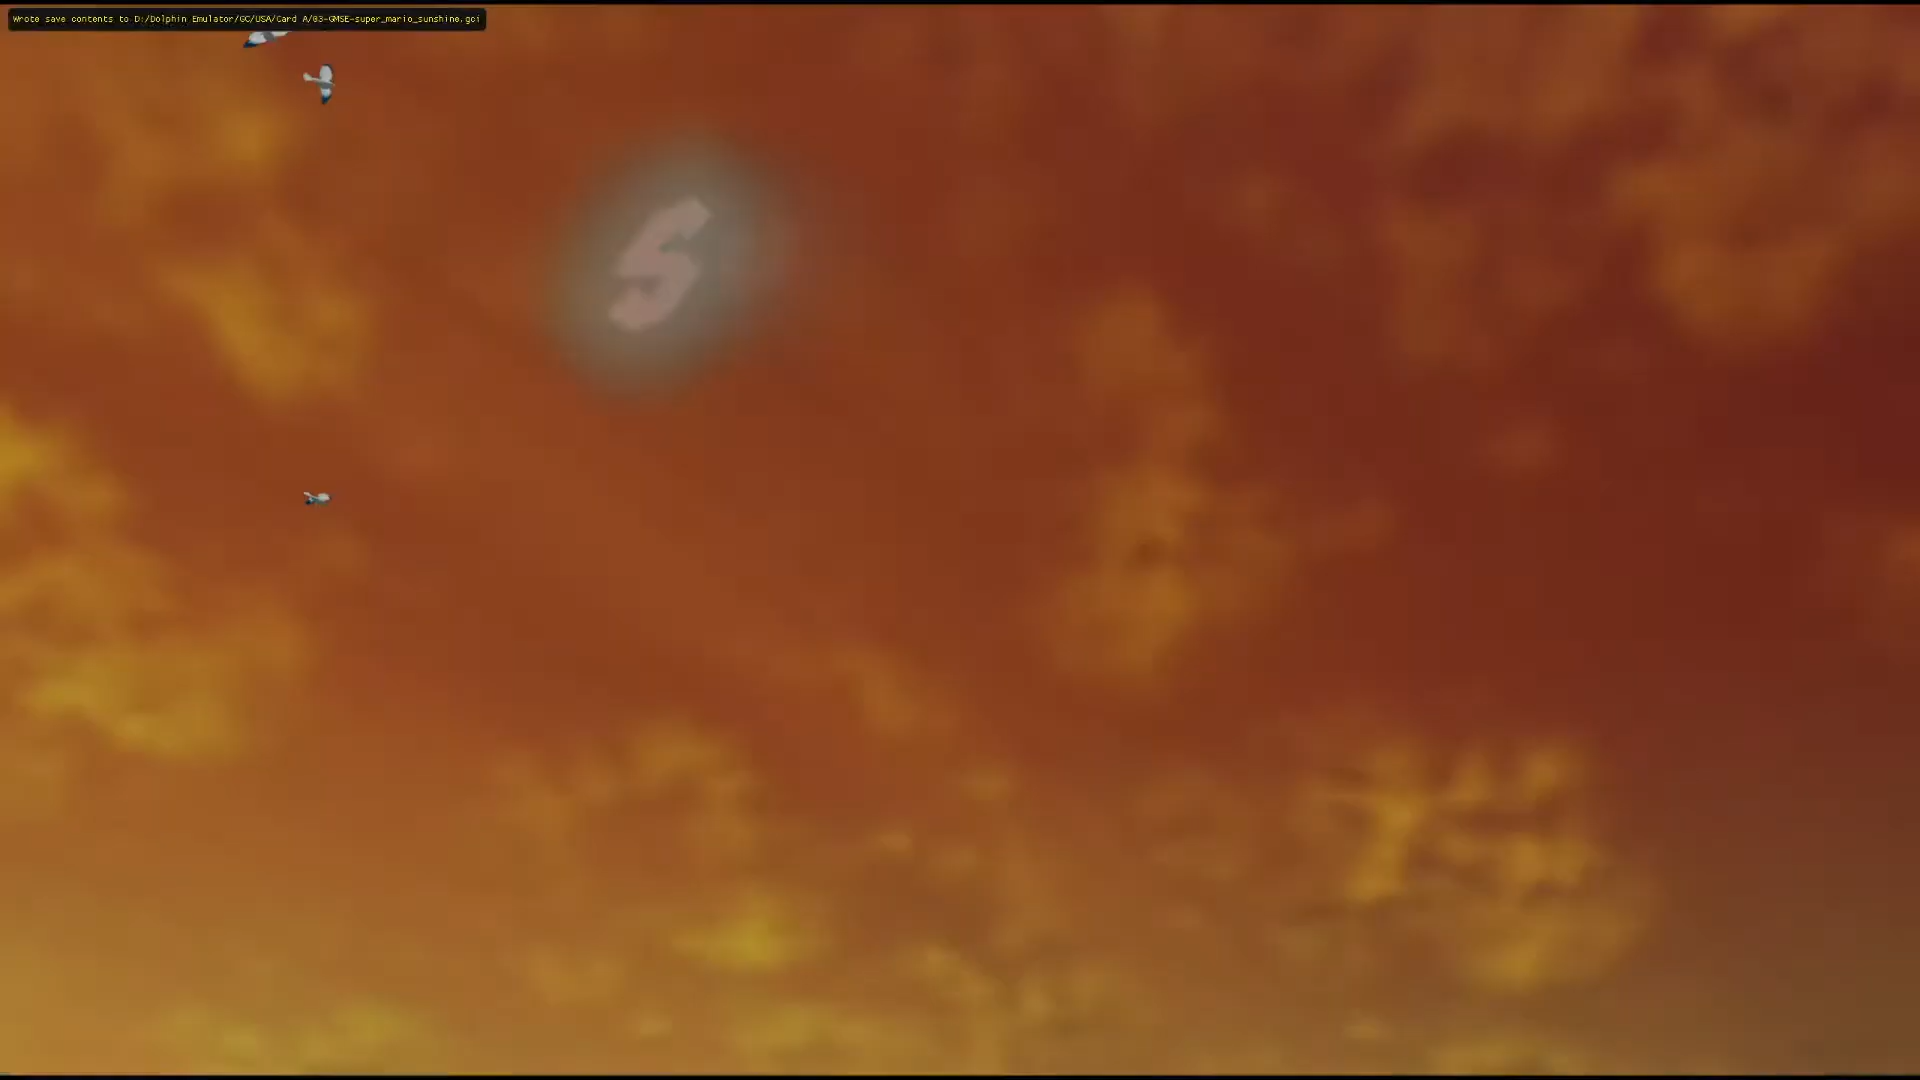 Wrote save contents to D:/Dolphin Emulator/GC/USA/Card A/03-GMSE-super_mario_sunshine.gci
S